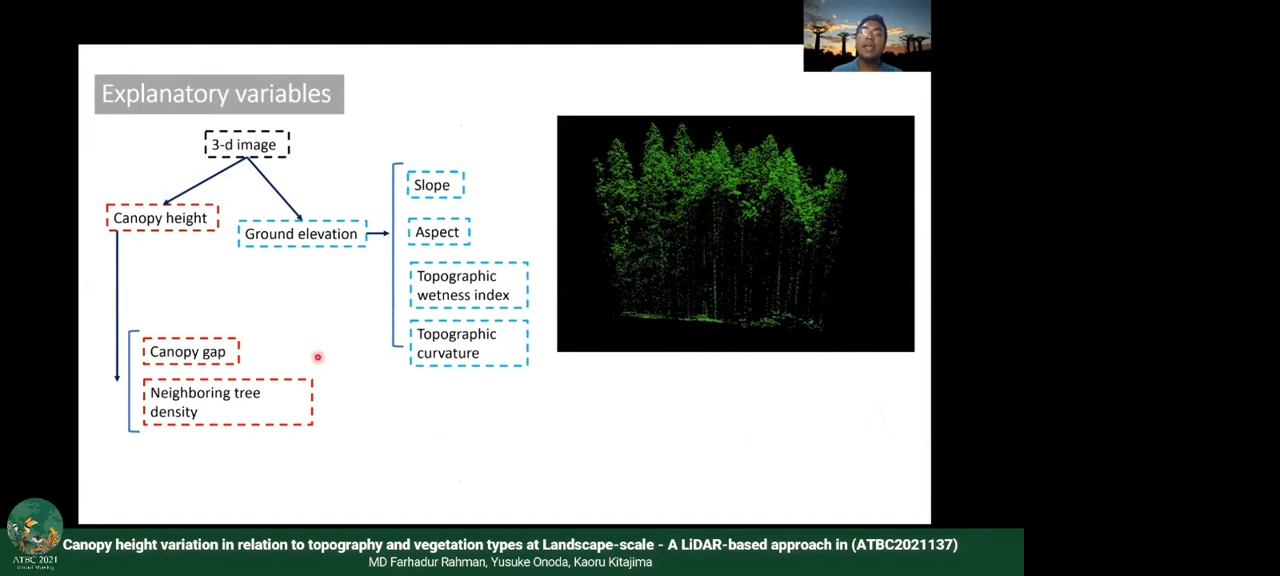 Explanatory variables
3-d image
Canopy height
Ground elevation
Slope
Aspect
Topographic
wetness index
Topographic
curvature
Canopy gap
Neighboring tree
density
ATBC 2021
Canopy height variation in relation to topography and vegetation types at Landscape-scale - A LiDAR-based approach in (ATBC2021137)
MD Farhadur Rahman, Yusuke Onoda, Kaoru Kitajima